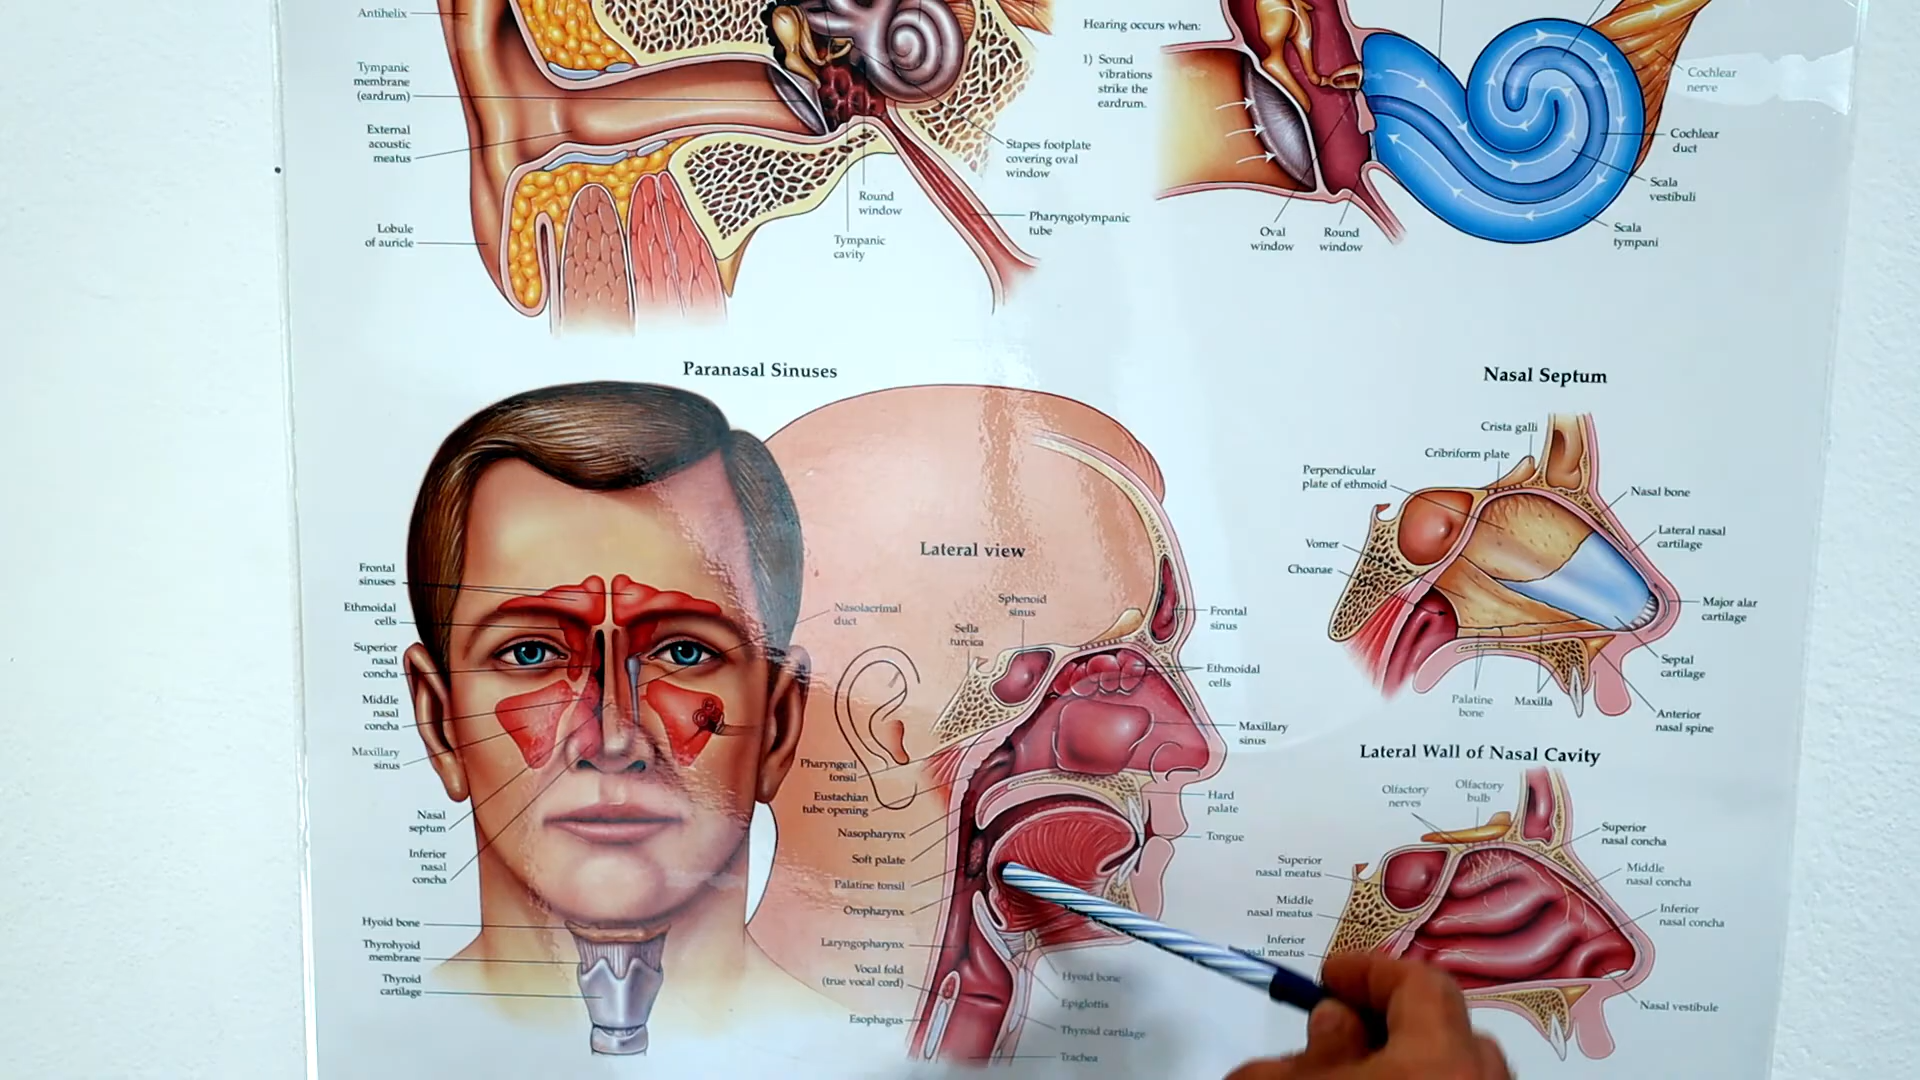 Antihelix
Tympanic
membrane
(eardrum)
External
acoustic
meatus
Lobule
of auricle
Stapes footplate
covering oval
window
Round
window
Pharyngotympanic
tube
Tympanic
cavity
Hearing occurs when:
1) Sound
vibrations
strike the
eardrum.
Cochlear
nerve
Cochlear
duct
Scala
vestibuli
Scala
tympani
Oval
window
Round
window
Paranasal Sinuses
Frontal
sinuses
Ethmoidal
cells
Superior
nasal
concha
Middle
nasal
concha
Maxillary
sinus
Nasal
septum
Inferior
nasal
concha
Hyoid bone
Thyrohyoid
membrane
Thyroid
cartilage
Nasolacrimal
duct
Lateral view
Sphenoid
sinus
Sella
turcica
Frontal
sinus
Ethmoidal
cells
Maxillary
sinus
Hard
palate
Tongue
Pharyngeal
tonsil
Eustachian
tube opening
Nasopharynx
Soft palate
Palatine tonsil
Oropharynx
Laryngopharynx
Vocal fold
(true vocal cord)
Esophagus
Hyoid bone
Epiglottis
Thyroid cartilage
Trachea
Nasal Septum
Crista galli
Cribriform plate
Perpendicular
plate of ethmoid
Nasal bone
Lateral nasal
cartilage
Vomer
Choanae
Major alar
cartilage
Septal
cartilage
Palatine
bone
Maxilla
Anterior
nasal spine
Lateral Wall of Nasal Cavity
Olfactory
nerves
Olfactory
bulb
Superior
nasal concha
Middle
nasal concha
Inferior
nasal concha
Superior
nasal meatus
Middle
nasal meatus
Inferior
nasal meatus
Nasal vestibule